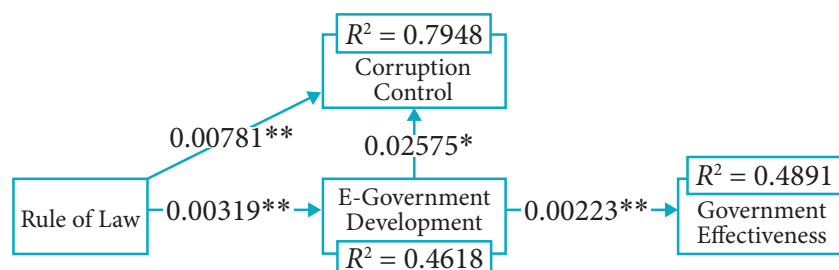 R² = 0.7948
Corruption
Control
0.00781**
0.02575*
Rule of Law
0.00319**
E-Government
Development
R² = 0.4618
0.00223**
R² = 0.4891
Government
Effectiveness